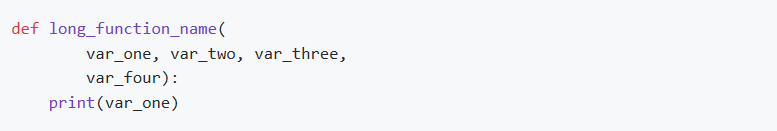 def long_function_name(
        var_one, var_two, var_three,
        var_four):
    print(var_one)